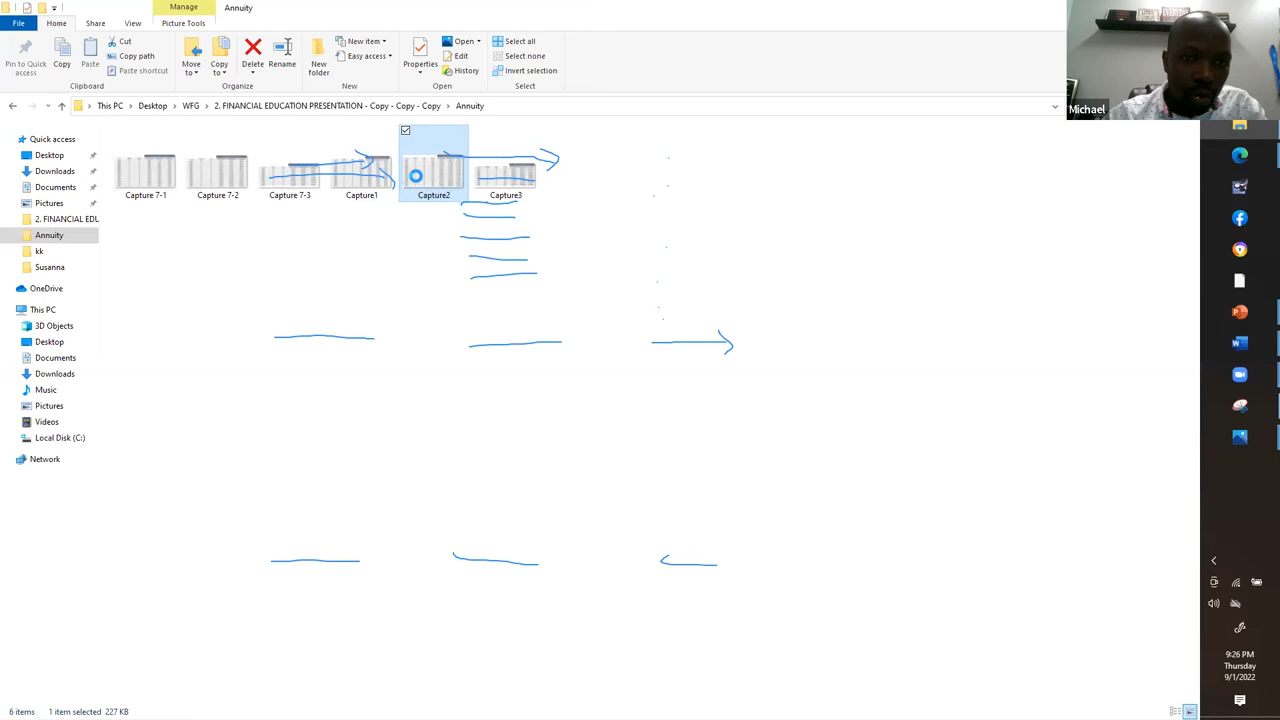 Manage
Annuity
File
Home
Share
View
Picture Tools
Pin to Quick access
Copy
Paste
Cut
Copy path
Paste shortcut
Clipboard
Move to
Copy to
Delete
Rename
Organize
New folder
New item
Easy access
New
Properties
Open
Edit
History
Open
Select all
Select none
Invert selection
Select
Michael
This PC
Desktop
WFG
2. FINANCIAL EDUCATION PRESENTATION - Copy - Copy - Copy
Annuity
Quick access
Desktop
Downloads
Documents
Pictures
2. FINANCIAL EDU
Annuity
kk
Susanna
OneDrive
This PC
3D Objects
Desktop
Documents
Downloads
Music
Pictures
Videos
Local Disk (C:)
Network
Capture 7-1
Capture 7-2
Capture 7-3
Capture1
Capture2
Capture3
9:26 PM
Thursday
9/1/2022
6 items
1 item selected 227 KB